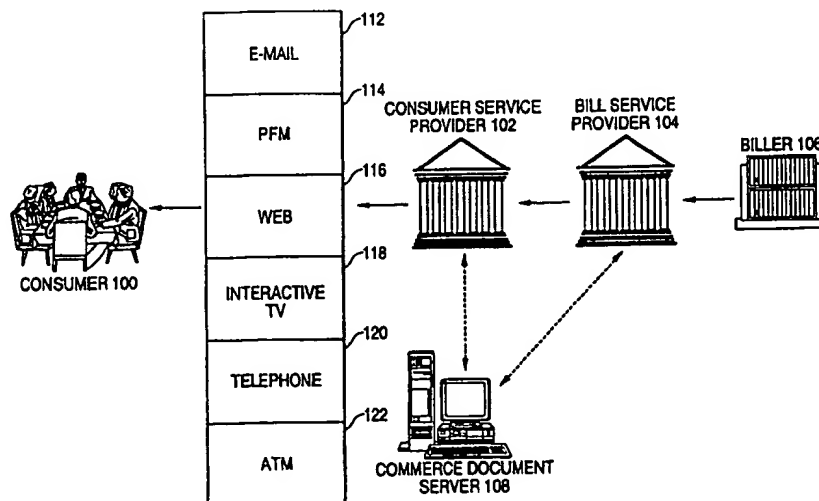 112
E-MAIL
114
PFM
116
WEB
118
INTERACTIVE
TV
120
TELEPHONE
122
ATM
CONSUMER 100
CONSUMER SERVICE
PROVIDER 102
BILL SERVICE
PROVIDER 104
BILLER 106
COMMERCE DOCUMENT
SERVER 108